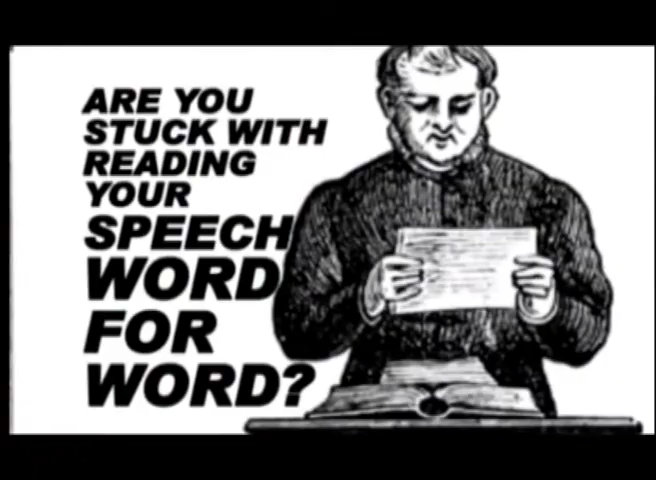 ARE YOU
STUCK WITH
READING
YOUR
SPEECH
WORD
FOR
WORD?